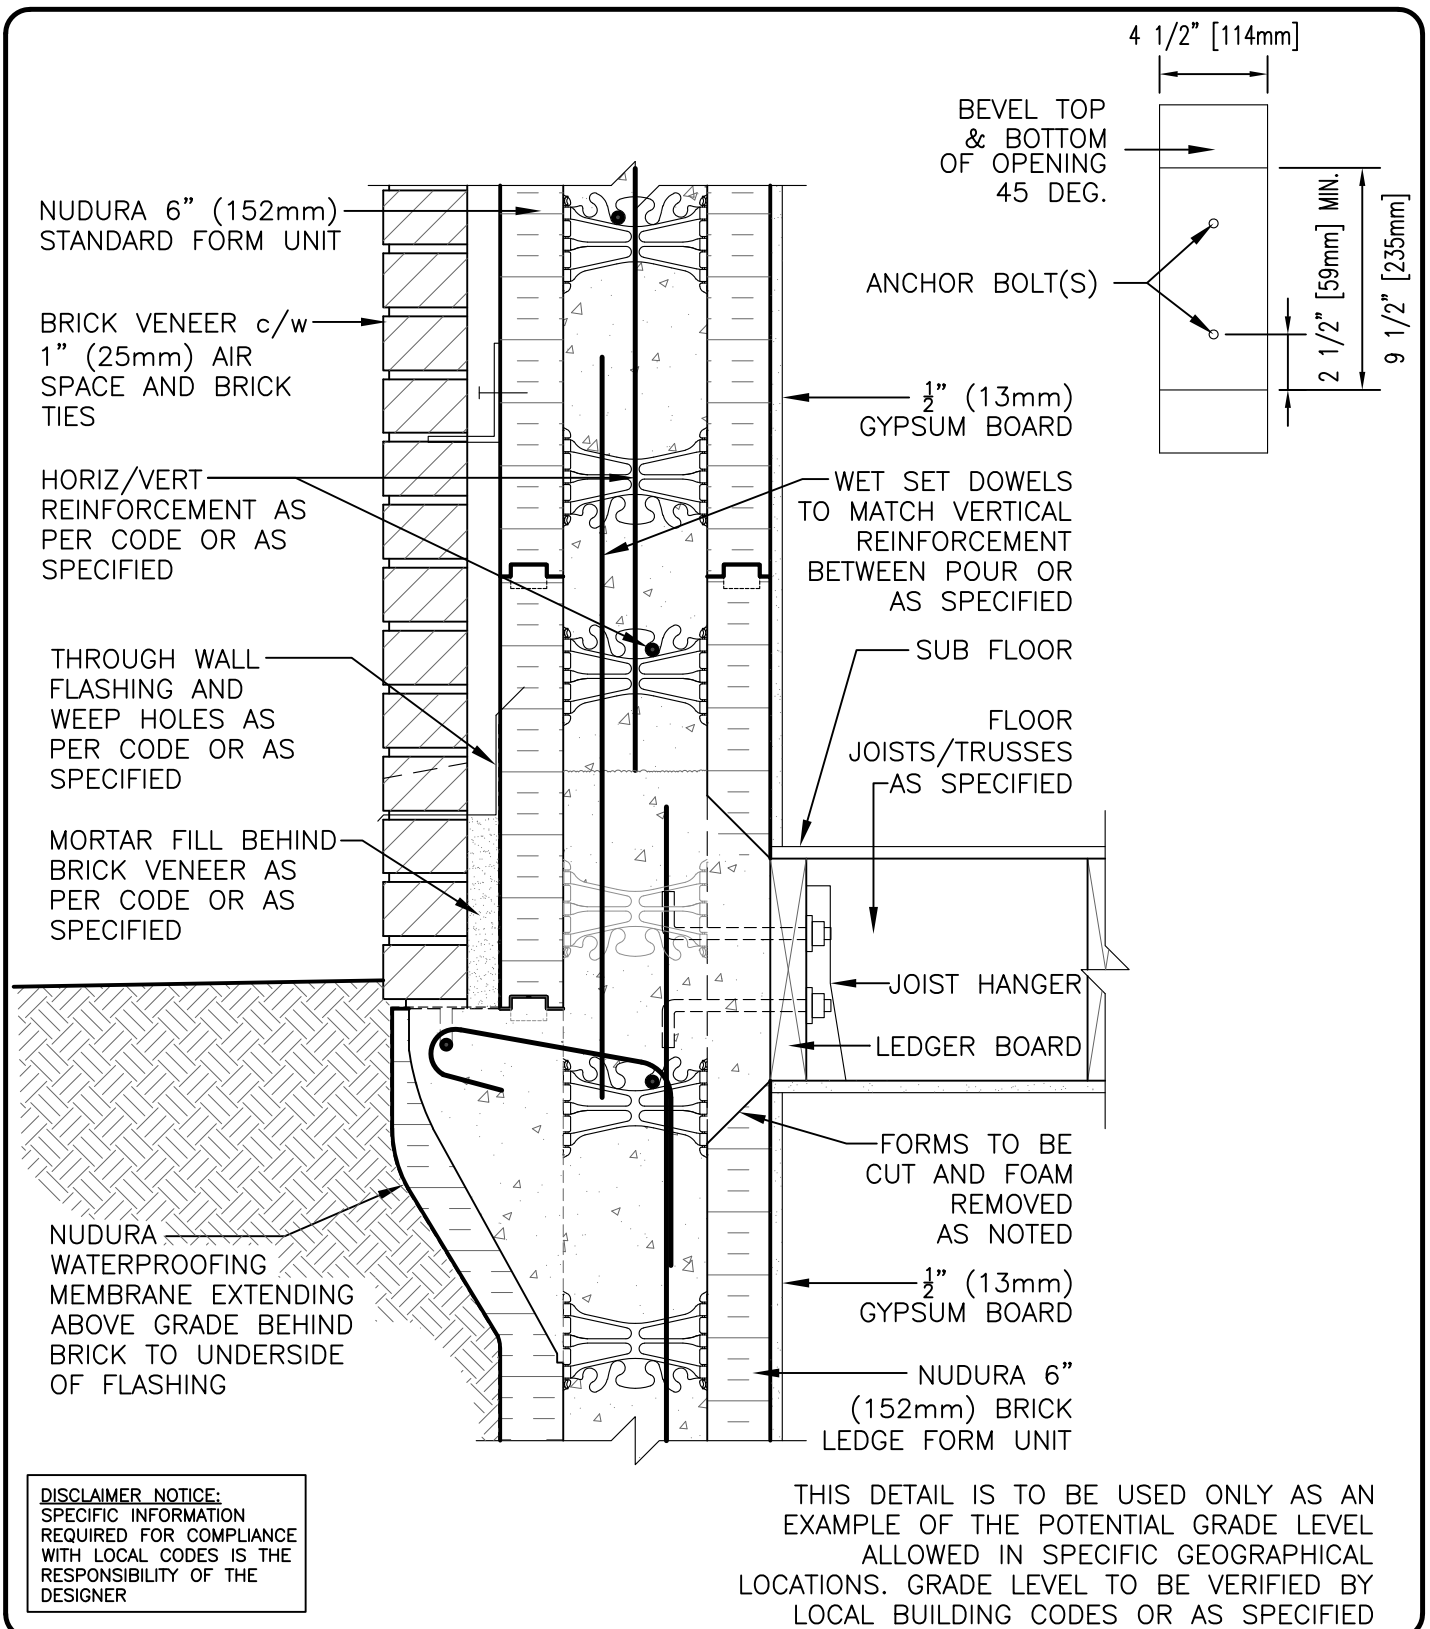 4 1/2" [114mm]
BEVEL TOP
& BOTTOM
OF OPENING
45 DEG.
ANCHOR BOLT(S)
2 1/2" [59mm] MIN.
9 1/2" [235mm]
NUDURA 6" (152mm)
STANDARD FORM UNIT
BRICK VENEER c/w
1" (25mm) AIR
SPACE AND BRICK
TIES
HORIZ/VERT
REINFORCEMENT AS
PER CODE OR AS
SPECIFIED
THROUGH WALL
FLASHING AND
WEEP HOLES AS
PER CODE OR AS
SPECIFIED
MORTAR FILL BEHIND
BRICK VENEER AS
PER CODE OR AS
SPECIFIED
NUDURA
WATERPROOFING
MEMBRANE EXTENDING
ABOVE GRADE BEHIND
BRICK TO UNDERSIDE
OF FLASHING
1/2" (13mm)
GYPSUM BOARD
WET SET DOWELS
TO MATCH VERTICAL
REINFORCEMENT
BETWEEN POUR OR
AS SPECIFIED
SUB FLOOR
FLOOR
JOISTS/TRUSSES
AS SPECIFIED
JOIST HANGER
LEDGER BOARD
FORMS TO BE
CUT AND FOAM
REMOVED
AS NOTED
1/2" (13mm)
GYPSUM BOARD
NUDURA 6"
(152mm) BRICK
LEDGE FORM UNIT
DISCLAIMER NOTICE:
SPECIFIC INFORMATION
REQUIRED FOR COMPLIANCE
WITH LOCAL CODES IS THE
RESPONSIBILITY OF THE
DESIGNER
THIS DETAIL IS TO BE USED ONLY AS AN
EXAMPLE OF THE POTENTIAL GRADE LEVEL
ALLOWED IN SPECIFIC GEOGRAPHICAL
LOCATIONS. GRADE LEVEL TO BE VERIFIED BY
LOCAL BUILDING CODES OR AS SPECIFIED